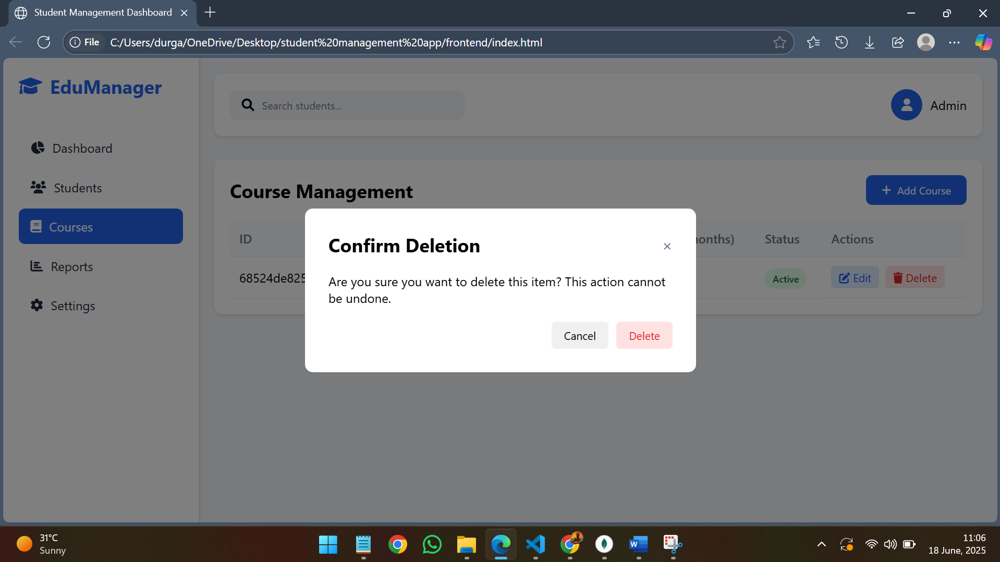 Student Management Dashboard
File C:/Users/durga/OneDrive/Desktop/student%20management%20app/frontend/index.html
EduManager
Search students...
Admin
Dashboard
Students
Courses
Reports
Settings
Course Management
Add Course
ID
Status
Actions
68524de825
Active
Edit
Delete
Confirm Deletion
Are you sure you want to delete this item? This action cannot
be undone.
Cancel
Delete
31°C
Sunny
11:06
18 June, 2025